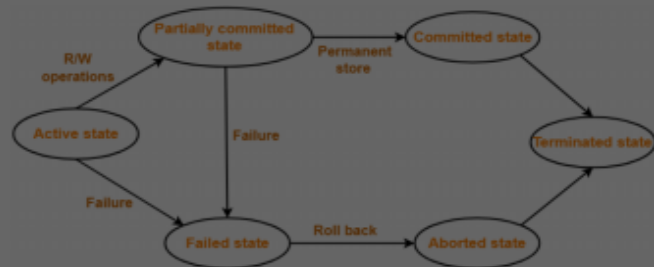 Partially committed
state
Committed state
R/W
operations
Permanent
store
Active state
Failure
Terminated state
Failure
Failed state
Roll back
Aborted state